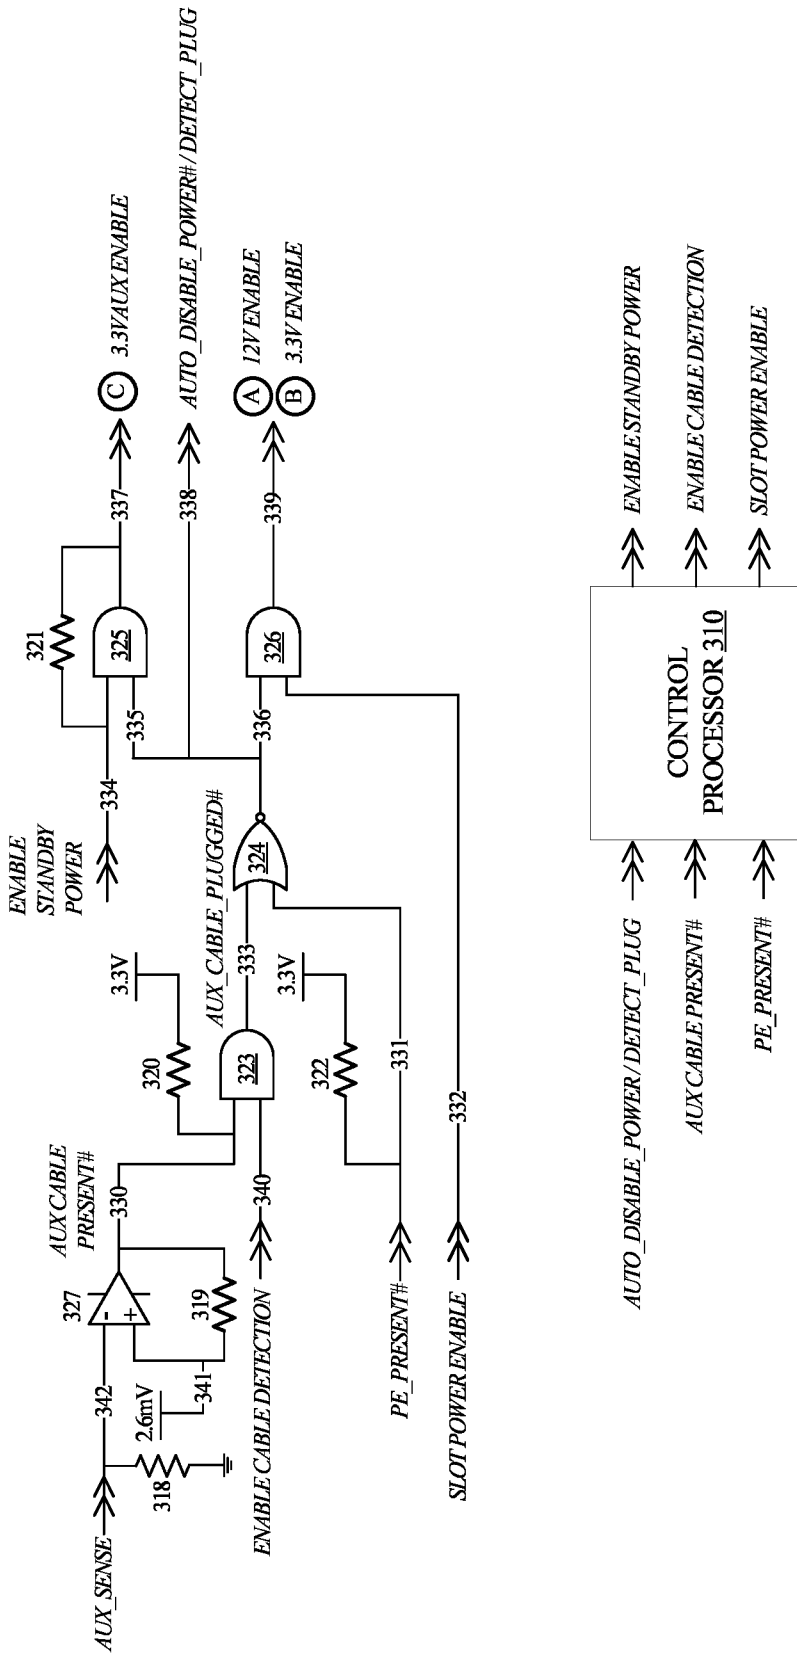 ENABLE
STANDBY
POWER
321
334
325
337
C
3.3VAUX ENABLE
335
338
AUTO_DISABLE_POWER# / DETECT_PLUG
AUX CABLE
PRESENT#
3.3V
320
AUX_CABLE_PLUGGED#
327
-
+
330
342
AUX_SENSE
318
2.6mV
341
319
323
333
324
336
326
339
A
12V ENABLE
B
3.3V ENABLE
ENABLE CABLE DETECTION
340
3.3V
322
PE_PRESENT#
331
SLOT POWER ENABLE
332
AUTO_DISABLE_POWER / DETECT_PLUG
AUX CABLE PRESENT#
PE_PRESENT#
CONTROL
PROCESSOR 310
ENABLE STANDBY POWER
ENABLE CABLE DETECTION
SLOT POWER ENABLE